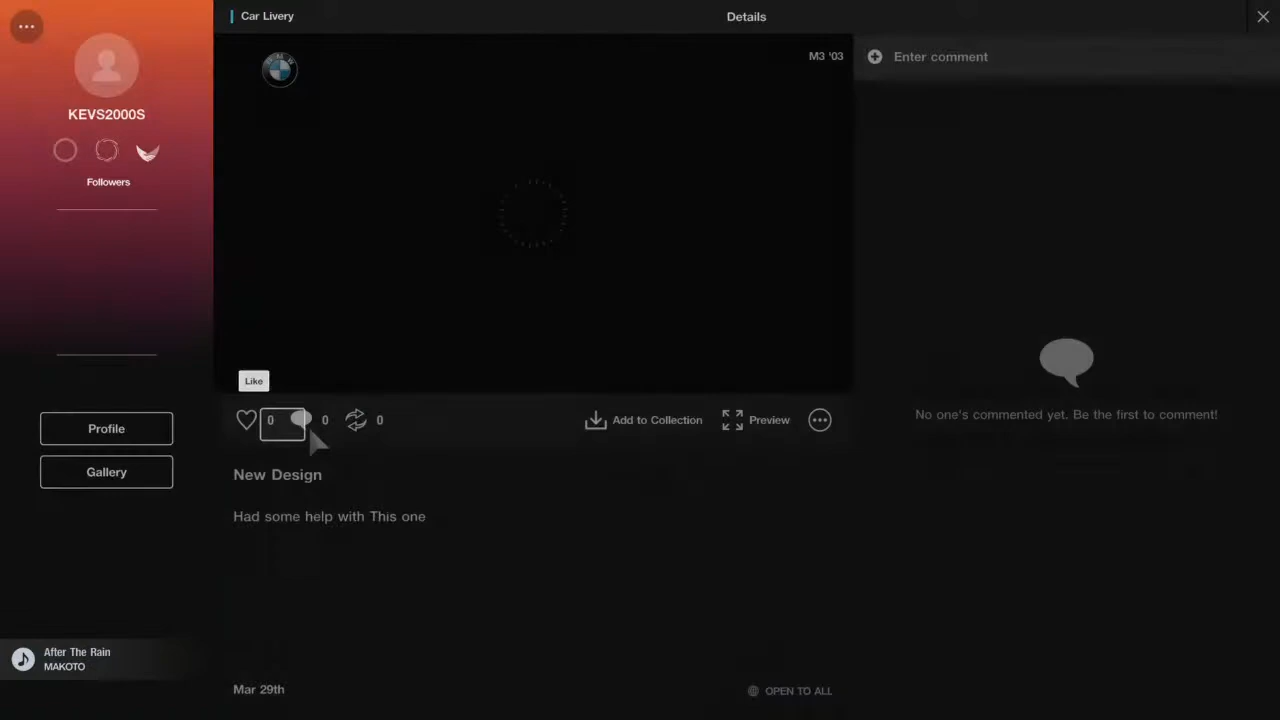 Car Livery
Details
KEVS2000S
Followers
Profile
Gallery
After The Rain
MAKOTO
BMW
M3 '03
Like
0
0
0
Add to Collection
Preview
New Design
Had some help with This one
Mar 29th
OPEN TO ALL
Enter comment
No one's commented yet. Be the first to comment!